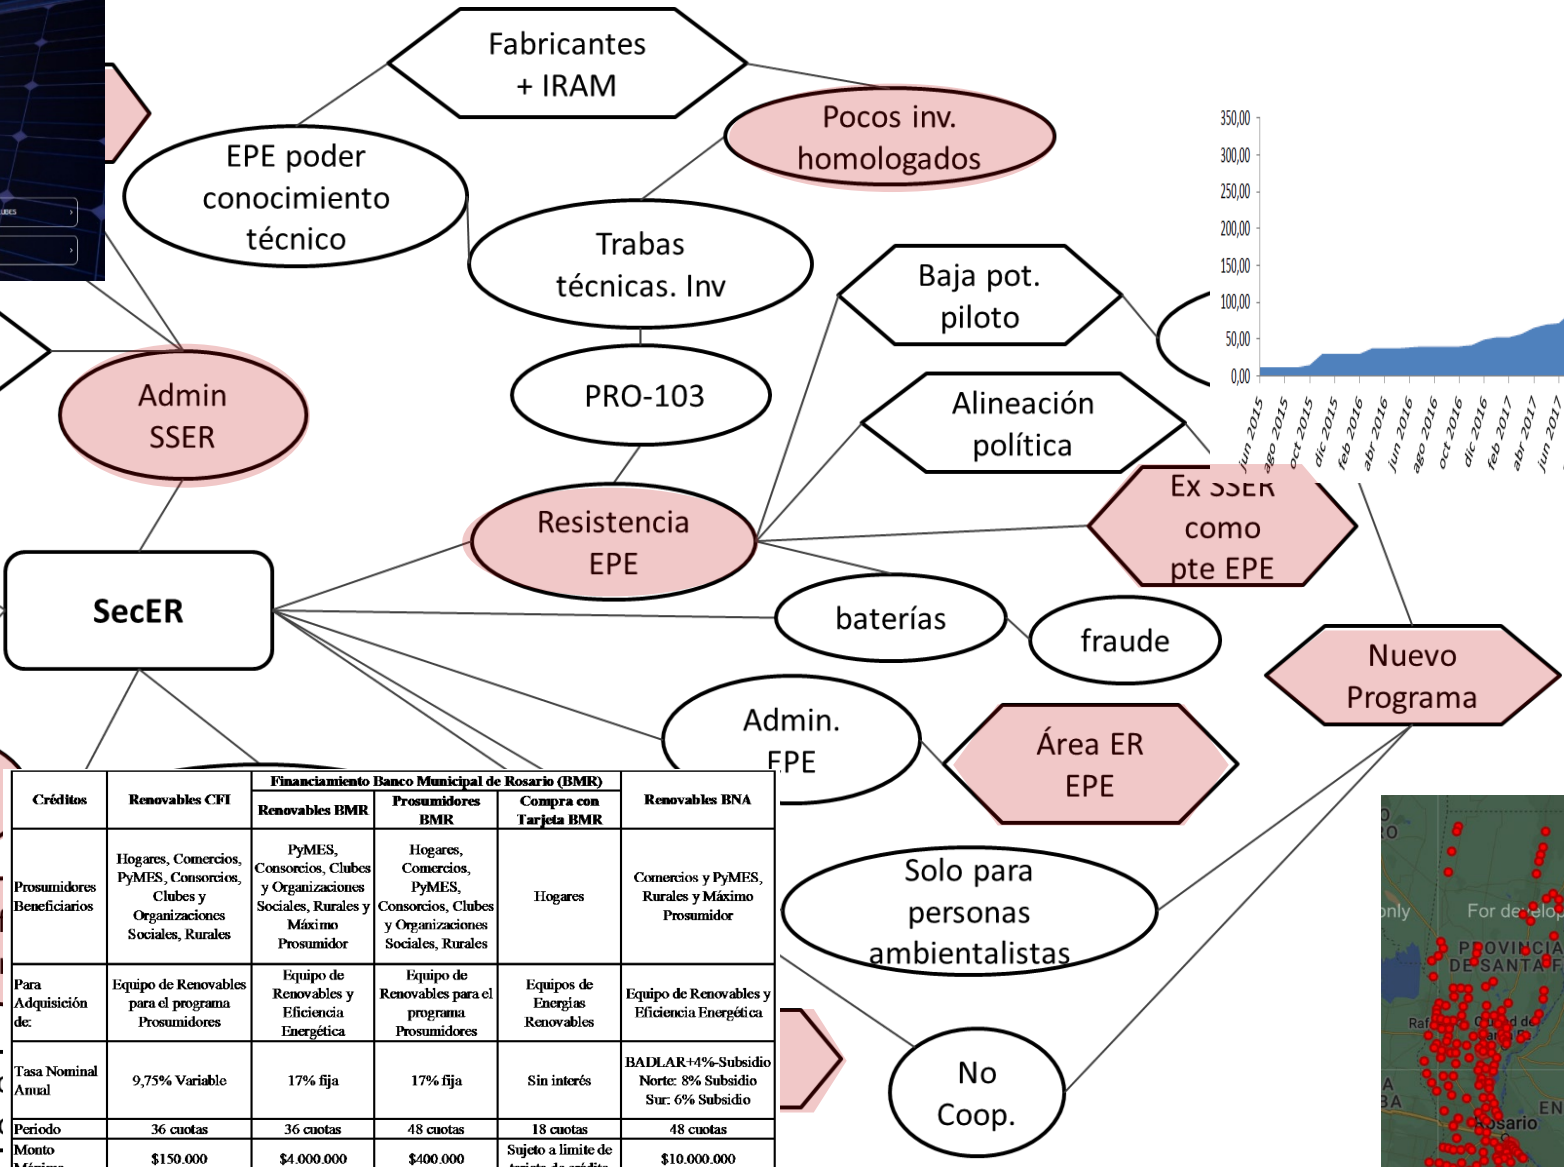 Fabricantes
+ IRAM
Pocos inv.
homologados
EPE poder
conocimiento
técnico
Trabas
técnicas. Inv
Baja pot.
piloto
PRO-103
Alineación
política
Admin
SSER
Resistencia
EPE
Ex SSER
como
pte EPE
SecER
baterías
fraude
Nuevo
Programa
Admin.
EPE
Área ER
EPE
Solo para
personas
ambientalistas
No
Coop.
350,00
300,00
250,00
200,00
150,00
100,00
50,00
0,00
jun 2015
ago 2015
oct 2015
dic 2015
feb 2016
abr 2016
jun 2016
ago 2016
oct 2016
dic 2016
feb 2017
abr 2017
jun 2017
Créditos
Renovables CFI
Financiamiento Banco Municipal de Rosario (BMR)
Renovables BMR
Prosumidores
BMR
Compra con
Tarjeta BMR
Renovables BNA
Prosumidores
Beneficiarios
Hogares, Comercios,
PyMES, Consorcios,
Clubes y
Organizaciones
Sociales, Rurales
PyMES,
Consorcios, Clubes
y Organizaciones
Sociales, Rurales y
Máximo
Prosumidor
Hogares,
Comercios,
PyMES,
Consorcios, Clubes
y Organizaciones
Sociales, Rurales
Hogares
Comercios y PyMES,
Rurales y Máximo
Prosumidor
Para
Adquisición
de:
Equipo de Renovables
para el programa
Prosumidores
Equipo de
Renovables y
Eficiencia
Energética
Equipo de
Renovables para el
programa
Prosumidores
Equipos de
Energías
Renovables
Equipo de Renovables y
Eficiencia Energética
Tasa Nominal
Anual
9,75% Variable
17% fija
17% fija
Sin interés
BADLAR+4%-Subsidio
Norte: 8% Subsidio
Sur: 6% Subsidio
Periodo
36 cuotas
36 cuotas
48 cuotas
18 cuotas
48 cuotas
Monto
$150.000
$4.000.000
$400.000
Sujeto a limite de
$10.000.000
only
For develop
PROVINCIA
DE SANTA F
Raf
Ciudad de
EN
Rosario